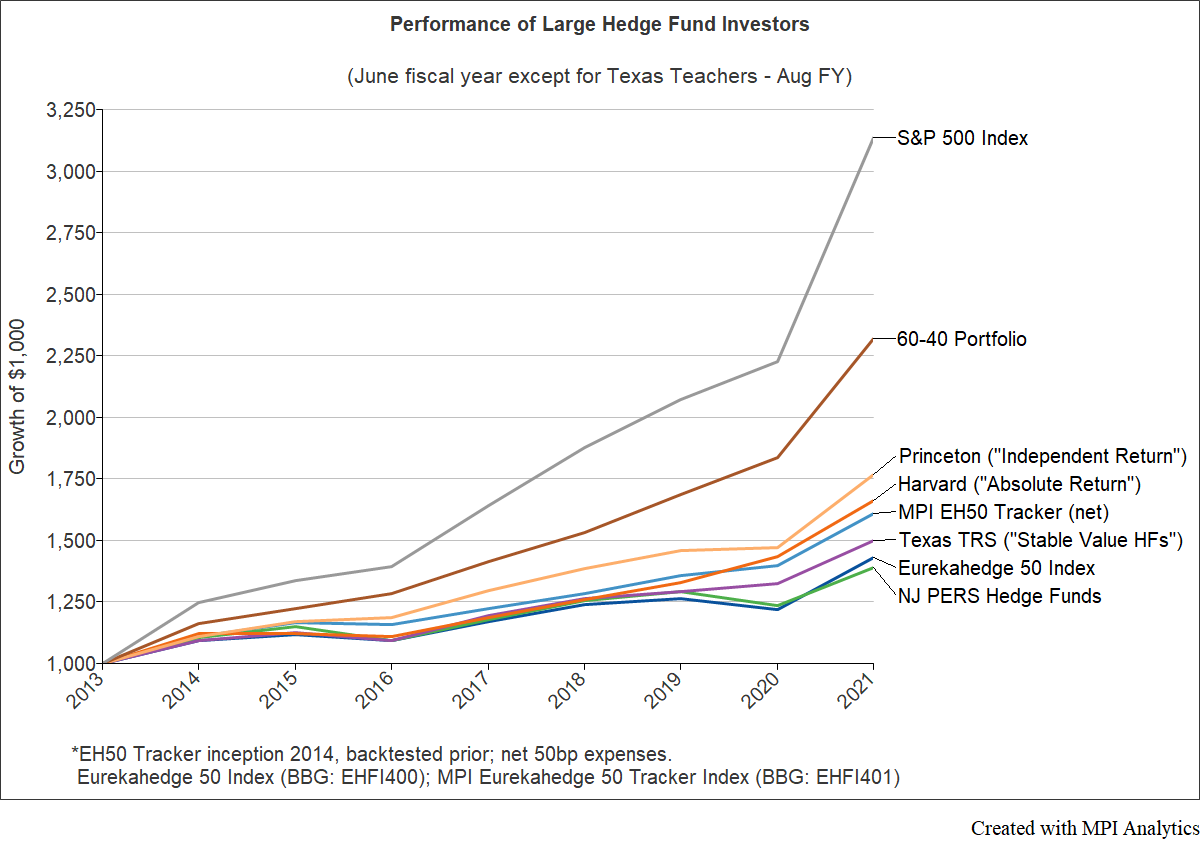 Performance of Large Hedge Fund Investors
(June fiscal year except for Texas Teachers - Aug FY)
Growth of $1,000
3,250
3,000
2,750
2,500
2,250
2,000
1,750
1,500
1,250
1,000
S&P 500 Index
60-40 Portfolio
Princeton ("Independent Return")
Harvard ("Absolute Return")
MPI EH50 Tracker (net)
Texas TRS ("Stable Value HFs")
Eurekahedge 50 Index
NJ PERS Hedge Funds
2013
2014
2015
2016
2017
2018
2019
2020
2021
*EH50 Tracker inception 2014, backtested prior; net 50bp expenses.
Eurekahedge 50 Index (BBG: EHFI400); MPI Eurekahedge 50 Tracker Index (BBG: EHFI401)
Created with MPI Analytics